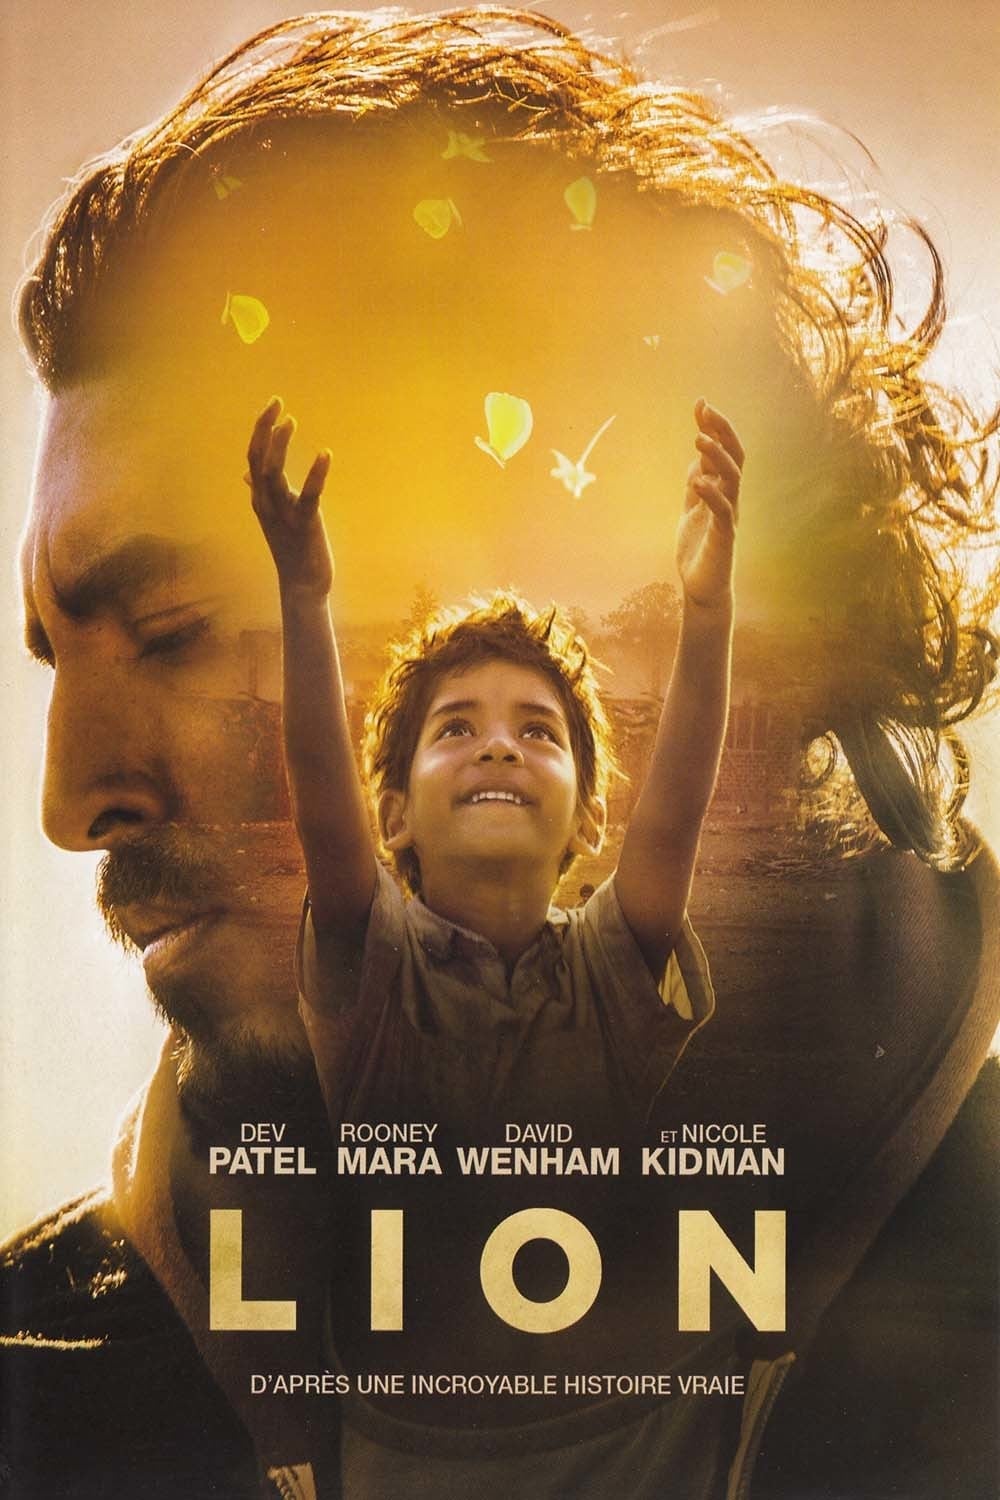 DEV ROONEY DAVID ET NICOLE
PATEL MARA WENHAM KIDMAN
LION
D'APRÈS UNE INCROYABLE HISTOIRE VRAIE